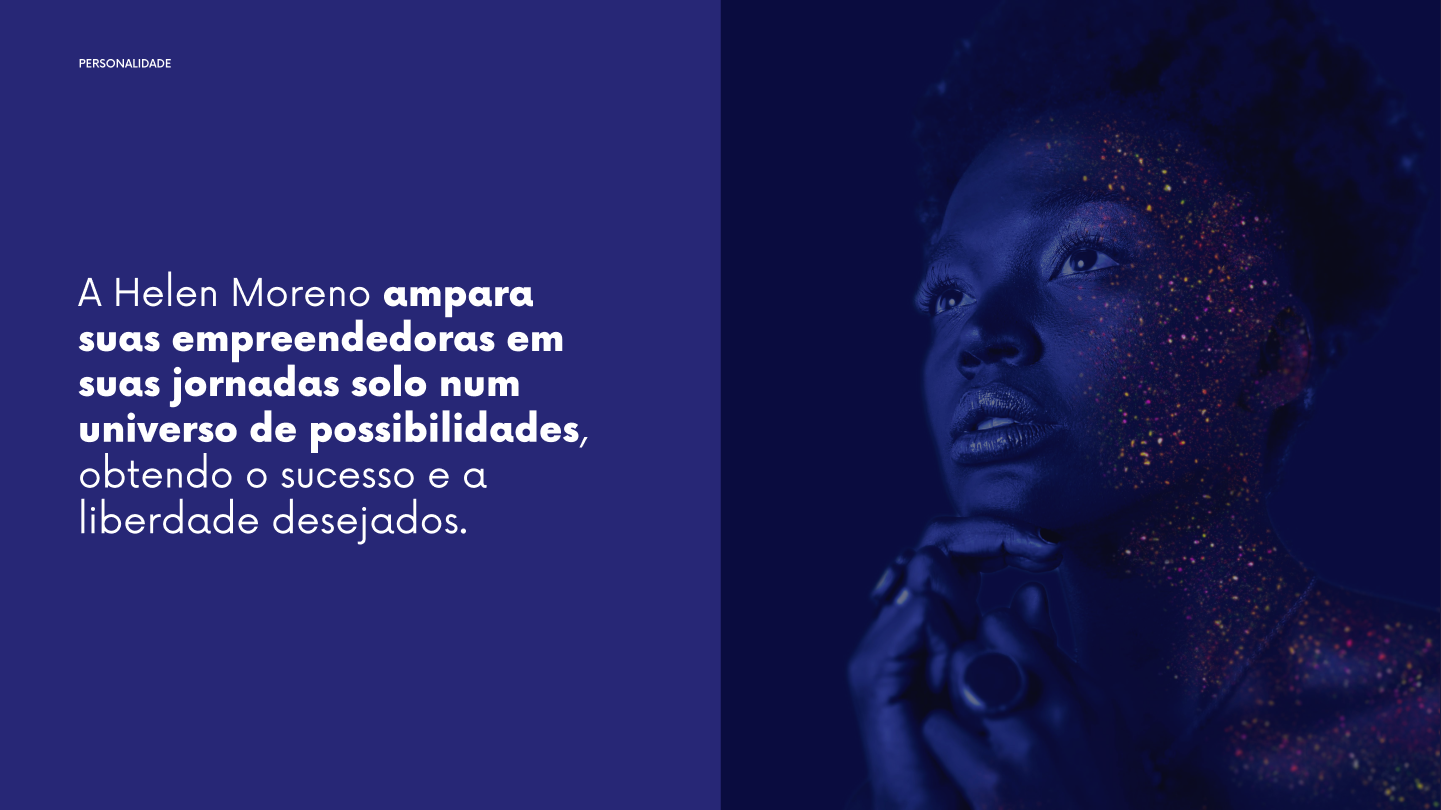 PERSONALIDADE
A Helen Moreno ampara
suas empreendedoras em
suas jornadas solo num
universo de possibilidades,
obtendo o sucesso e a
liberdade desejados.